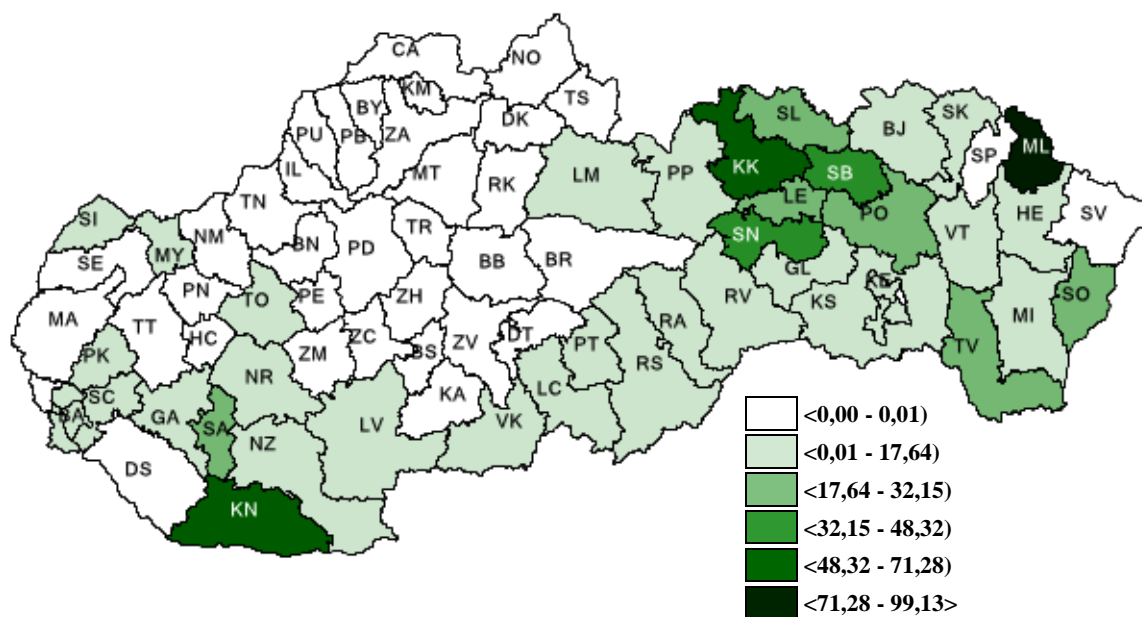 CA
NO
KM
TS
BY
PU
PB
ZA
DK
SL
BJ
SK
ML
IL
MT
RK
LM
PP
KK
SB
SP
TN
LE
PO
HE
SV
SI
NM
BN
PD
TR
SN
VT
MY
SE
BB
BR
GL
KE
PN
TO
PE
ZH
RV
KS
SO
MA
TT
HC
ZM
ZC
BS
ZV
DT
PT
RA
MI
PK
NR
RS
TV
SC
BA
GA
SA
NZ
LV
KA
VK
LC
DS
KN
<0,00 - 0,01)
<0,01 - 17,64)
<17,64 - 32,15)
<32,15 - 48,32)
<48,32 - 71,28)
<71,28 - 99,13>